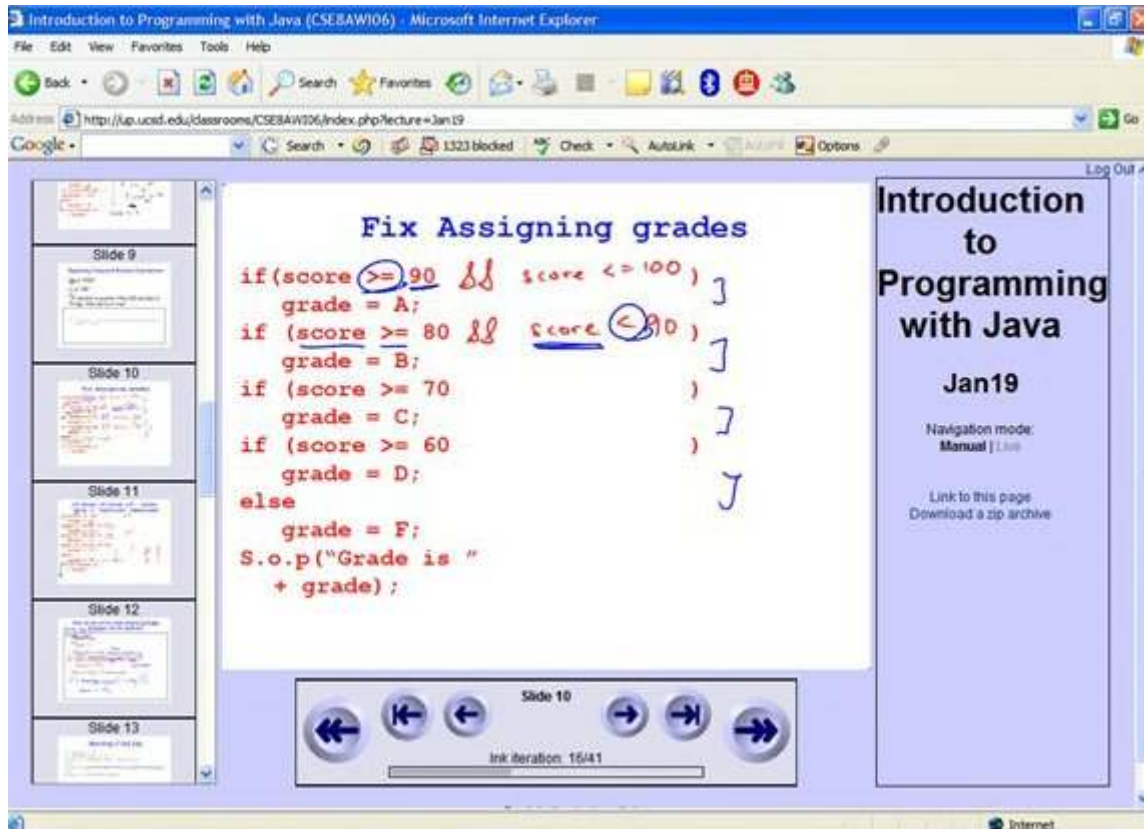 Introduction to Programming with Java (CSE8AWI06) - Microsoft Internet Explorer
File Edit View Favorites Tools Help
Back Search Favorites
Address http://up.ucsd.edu/classrooms/CSE8AWI06/index.php?lecture=Jan19 Go
Google Search 1323 blocked Check AutoLink Options
Log Out
Slide 9
Slide 10
Slide 11
Slide 12
Slide 13
Fix Assigning grades
if(score >= 90 && score <= 100 )
grade = A;
if (score >= 80 && score < 90 )
grade = B;
if (score >= 70 )
grade = C;
if (score >= 60 )
grade = D;
else
grade = F;
S.o.p("Grade is "
+ grade);
Slide 10
Ink iteration: 16/41
Introduction
to
Programming
with Java
Jan19
Navigation mode:
Manual | Live
Link to this page
Download a zip archive
Internet